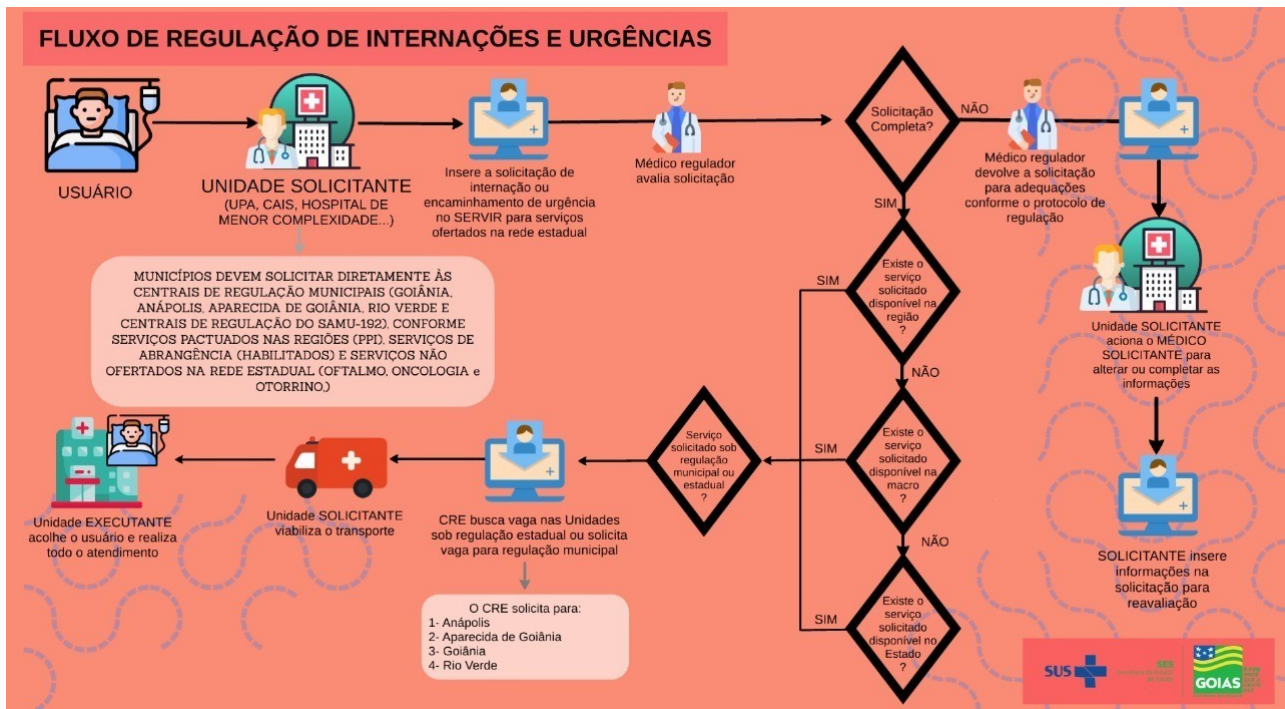 FLUXO DE REGULAÇÃO DE INTERNAÇÕES E URGÊNCIAS
USUÁRIO
UNIDADE SOLICITANTE
(UPA, CAIS, HOSPITAL DE
MENOR COMPLEXIDADE...)
Insere a solicitação de
internação ou
encaminhamento de urgência
no SERVIR para serviços
ofertados na rede estadual
Médico regulador
avalia solicitação
Solicitação
Completa?
NÃO
SIM
Médico regulador
devolve a solicitação
para adequações
conforme o protocolo de
regulação
Unidade SOLICITANTE
aciona o MÉDICO
SOLICITANTE para
alterar ou completar as
informações
SOLICITANTE insere
informações na
solicitação para
reavaliação
MUNICÍPIOS DEVEM SOLICITAR DIRETAMENTE ÀS
CENTRAIS DE REGULAÇÃO MUNICIPAIS (GOIÂNIA,
ANÁPOLIS, APARECIDA DE GOIÂNIA, RIO VERDE E
CENTRAIS DE REGULAÇÃO DO SAMU-192), CONFORME
SERVIÇOS PACTUADOS NAS REGIÕES (PPI), SERVIÇOS DE
ABRANGÊNCIA (HABILITADOS) E SERVIÇOS NÃO
OFERTADOS NA REDE ESTADUAL (OFTALMO, ONCOLOGIA e
OTORRINO,)
Existe o
serviço
solicitado
disponível na
região
?
SIM
NÃO
Existe o
serviço
solicitado
disponível na
macro
?
SIM
NÃO
Existe o
serviço
solicitado
disponível no
Estado
?
SIM
Serviço
solicitado sob
regulação
municipal ou
estadual
?
CRE busca vaga nas Unidades
sob regulação estadual ou solicita
vaga para regulação municipal
O CRE solicita para:
1- Anápolis
2- Aparecida de Goiânia
3- Goiânia
4- Rio Verde
Unidade SOLICITANTE
viabiliza o transporte
Unidade EXECUTANTE
acolhe o usuário e realiza
todo o atendimento
SUS
SES
GOIÁS